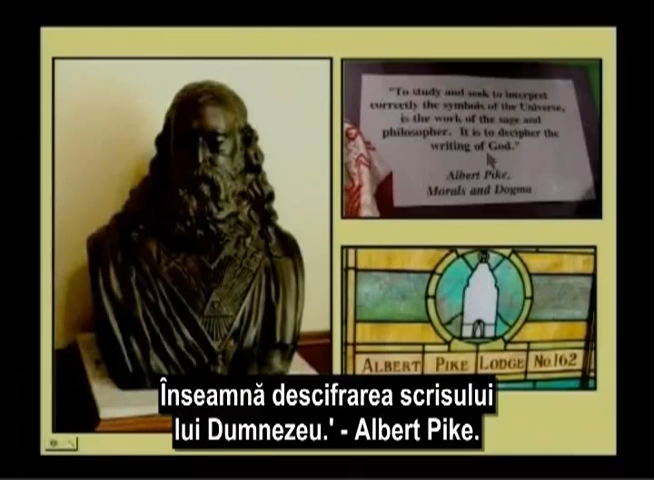 "To study and seek to interpret
correctly the symbols of the Universe,
is the work of the sage and
philosopher. It is to decipher the
writing of God."
Albert Pike,
Morals and Dogma
ALBERT PIKE LODGE No.162
Înseamnă descifrarea scrisului
lui Dumnezeu.' - Albert Pike.